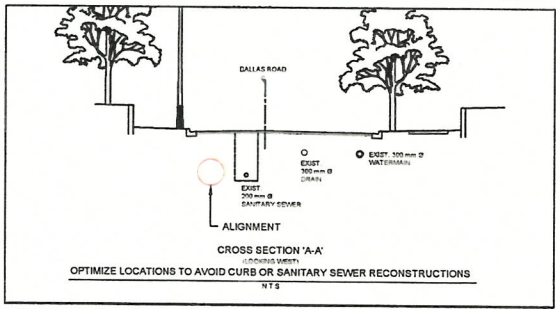 DALLAS ROAD
EXIST. 300 mm Ø
WATERMAIN
EXIST
300 mm Ø
DRAIN
EXIST.
200 mm Ø
SANITARY SEWER
ALIGNMENT
CROSS SECTION 'A-A'
(LOOKING WEST)
OPTIMIZE LOCATIONS TO AVOID CURB OR SANITARY SEWER RECONSTRUCTIONS
N T S